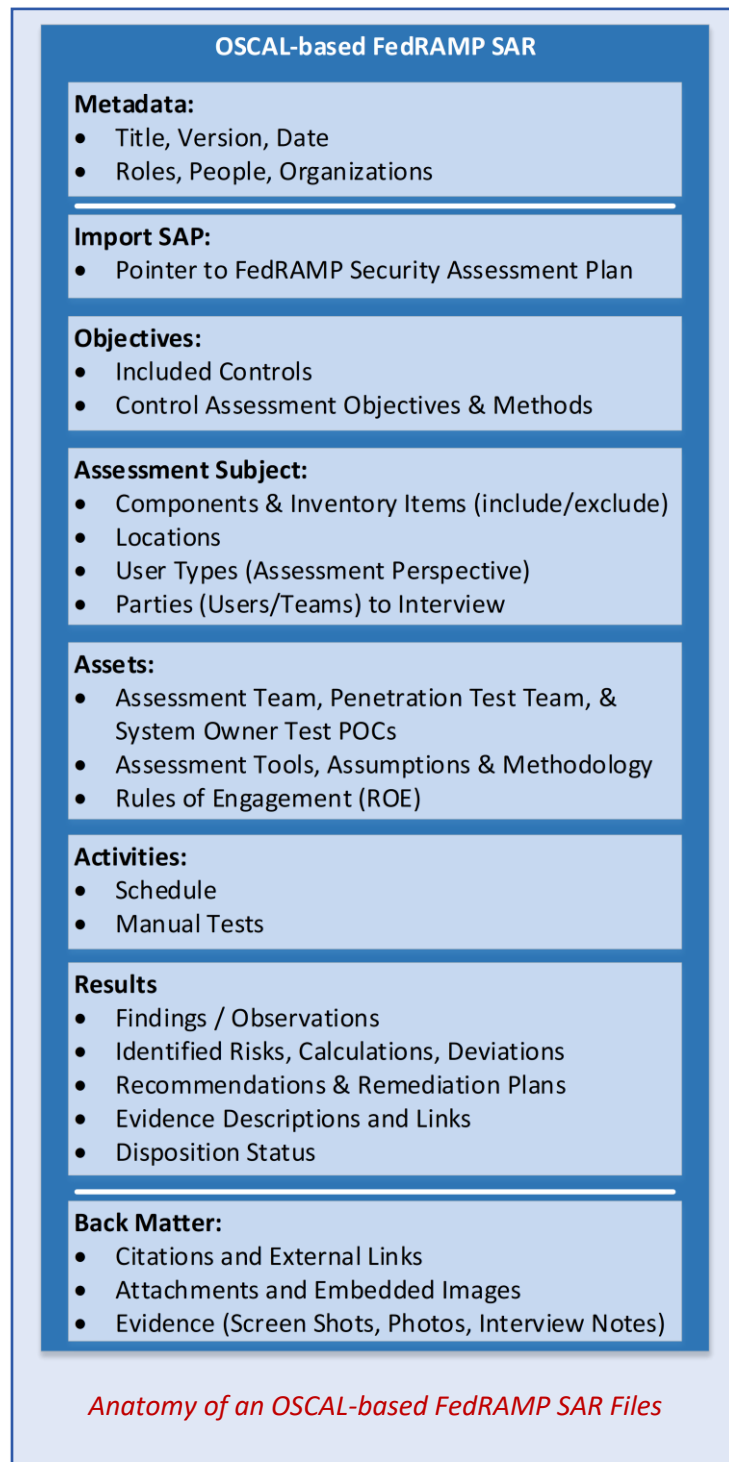 OSCAL-based FedRAMP SAR
Metadata:
• Title, Version, Date
• Roles, People, Organizations
Import SAP:
• Pointer to FedRAMP Security Assessment Plan
Objectives:
• Included Controls
• Control Assessment Objectives & Methods
Assessment Subject:
• Components & Inventory Items (include/exclude)
• Locations
• User Types (Assessment Perspective)
• Parties (Users/Teams) to Interview
Assets:
• Assessment Team, Penetration Test Team, &
System Owner Test POCs
• Assessment Tools, Assumptions & Methodology
• Rules of Engagement (ROE)
Activities:
• Schedule
• Manual Tests
Results
• Findings / Observations
• Identified Risks, Calculations, Deviations
• Recommendations & Remediation Plans
• Evidence Descriptions and Links
• Disposition Status
Back Matter:
• Citations and External Links
• Attachments and Embedded Images
• Evidence (Screen Shots, Photos, Interview Notes)
Anatomy of an OSCAL-based FedRAMP SAR Files